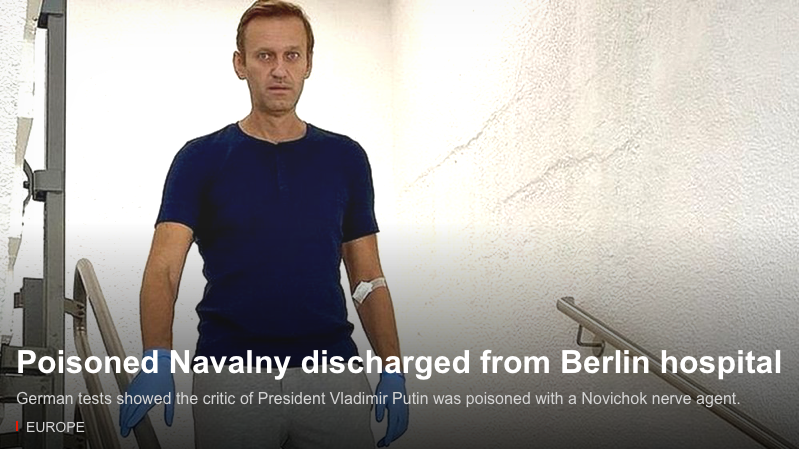 Poisoned Navalny discharged from Berlin hospital
German tests showed the critic of President Vladimir Putin was poisoned with a Novichok nerve agent.
EUROPE